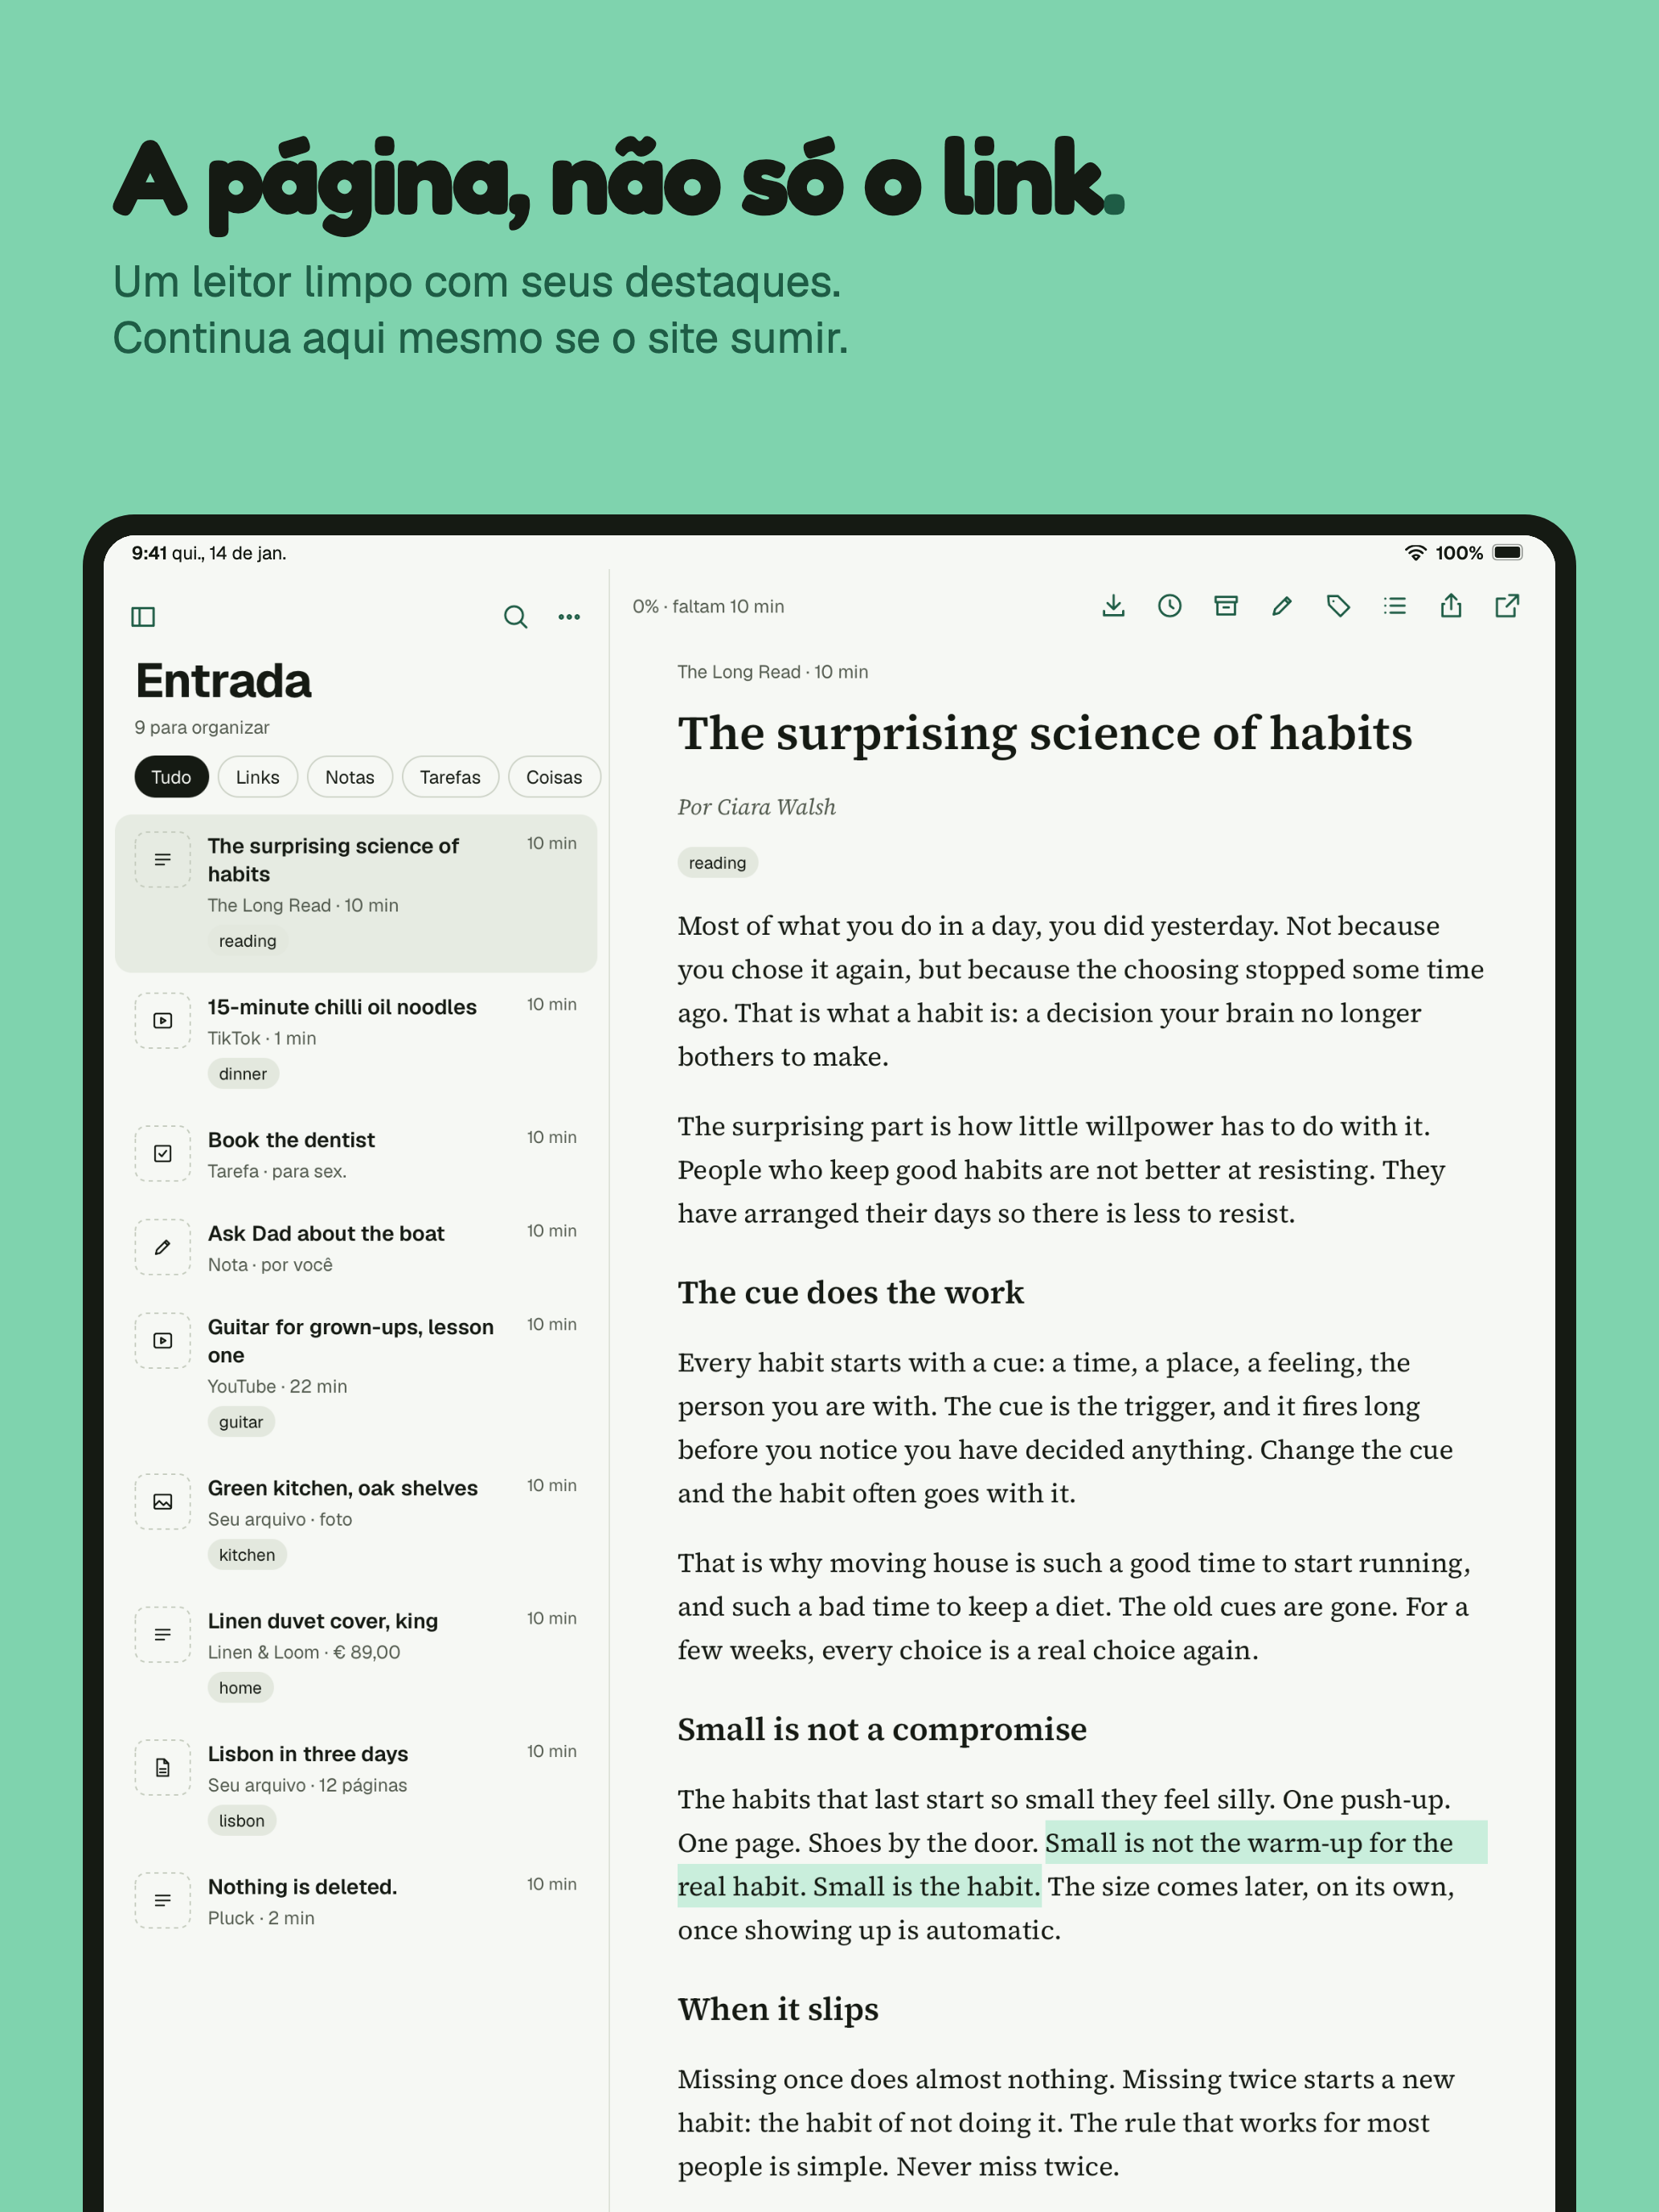 A página, não só o link.
Um leitor limpo com seus destaques.
Continua aqui mesmo se o site sumir.
9:41 qui., 14 de jan.
100%
Entrada
9 para organizar
Tudo
Links
Notas
Tarefas
Coisas
The surprising science of
habits
10 min
The Long Read · 10 min
reading
15-minute chilli oil noodles
10 min
TikTok · 1 min
dinner
Book the dentist
10 min
Tarefa · para sex.
Ask Dad about the boat
10 min
Nota · por você
Guitar for grown-ups, lesson
one
10 min
YouTube · 22 min
guitar
Green kitchen, oak shelves
10 min
Seu arquivo · foto
kitchen
Linen duvet cover, king
10 min
Linen & Loom · € 89,00
home
Lisbon in three days
10 min
Seu arquivo · 12 páginas
lisbon
Nothing is deleted.
10 min
Pluck · 2 min
0% · faltam 10 min
The Long Read · 10 min
The surprising science of habits
Por Ciara Walsh
reading
Most of what you do in a day, you did yesterday. Not because
you chose it again, but because the choosing stopped some time
ago. That is what a habit is: a decision your brain no longer
bothers to make.
The surprising part is how little willpower has to do with it.
People who keep good habits are not better at resisting. They
have arranged their days so there is less to resist.
The cue does the work
Every habit starts with a cue: a time, a place, a feeling, the
person you are with. The cue is the trigger, and it fires long
before you notice you have decided anything. Change the cue
and the habit often goes with it.
That is why moving house is such a good time to start running,
and such a bad time to keep a diet. The old cues are gone. For a
few weeks, every choice is a real choice again.
Small is not a compromise
The habits that last start so small they feel silly. One push-up.
One page. Shoes by the door. Small is not the warm-up for the
real habit. Small is the habit. The size comes later, on its own,
once showing up is automatic.
When it slips
Missing once does almost nothing. Missing twice starts a new
habit: the habit of not doing it. The rule that works for most
people is simple. Never miss twice.